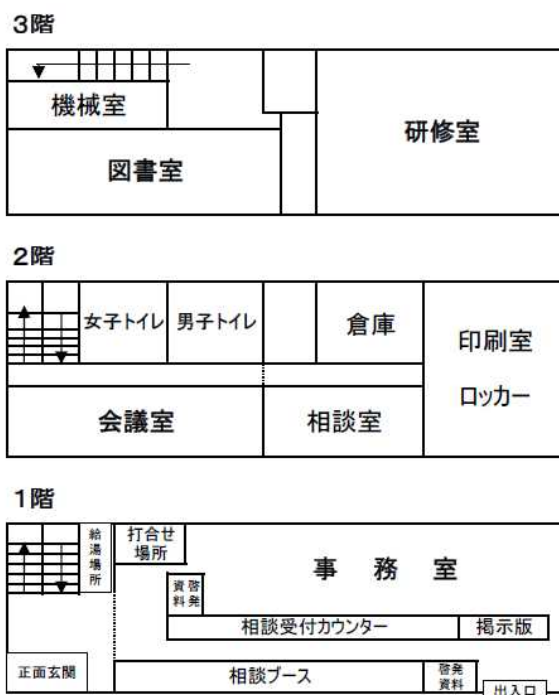 3階
機械室
図書室
研修室
2階
女子トイレ
男子トイレ
倉庫
印刷室
ロッカー
会議室
相談室
1階
給湯場所
打合せ
場所
事務室
啓発
資料
相談受付カウンター
掲示版
正面玄関
相談ブース
啓発
資料
出入口